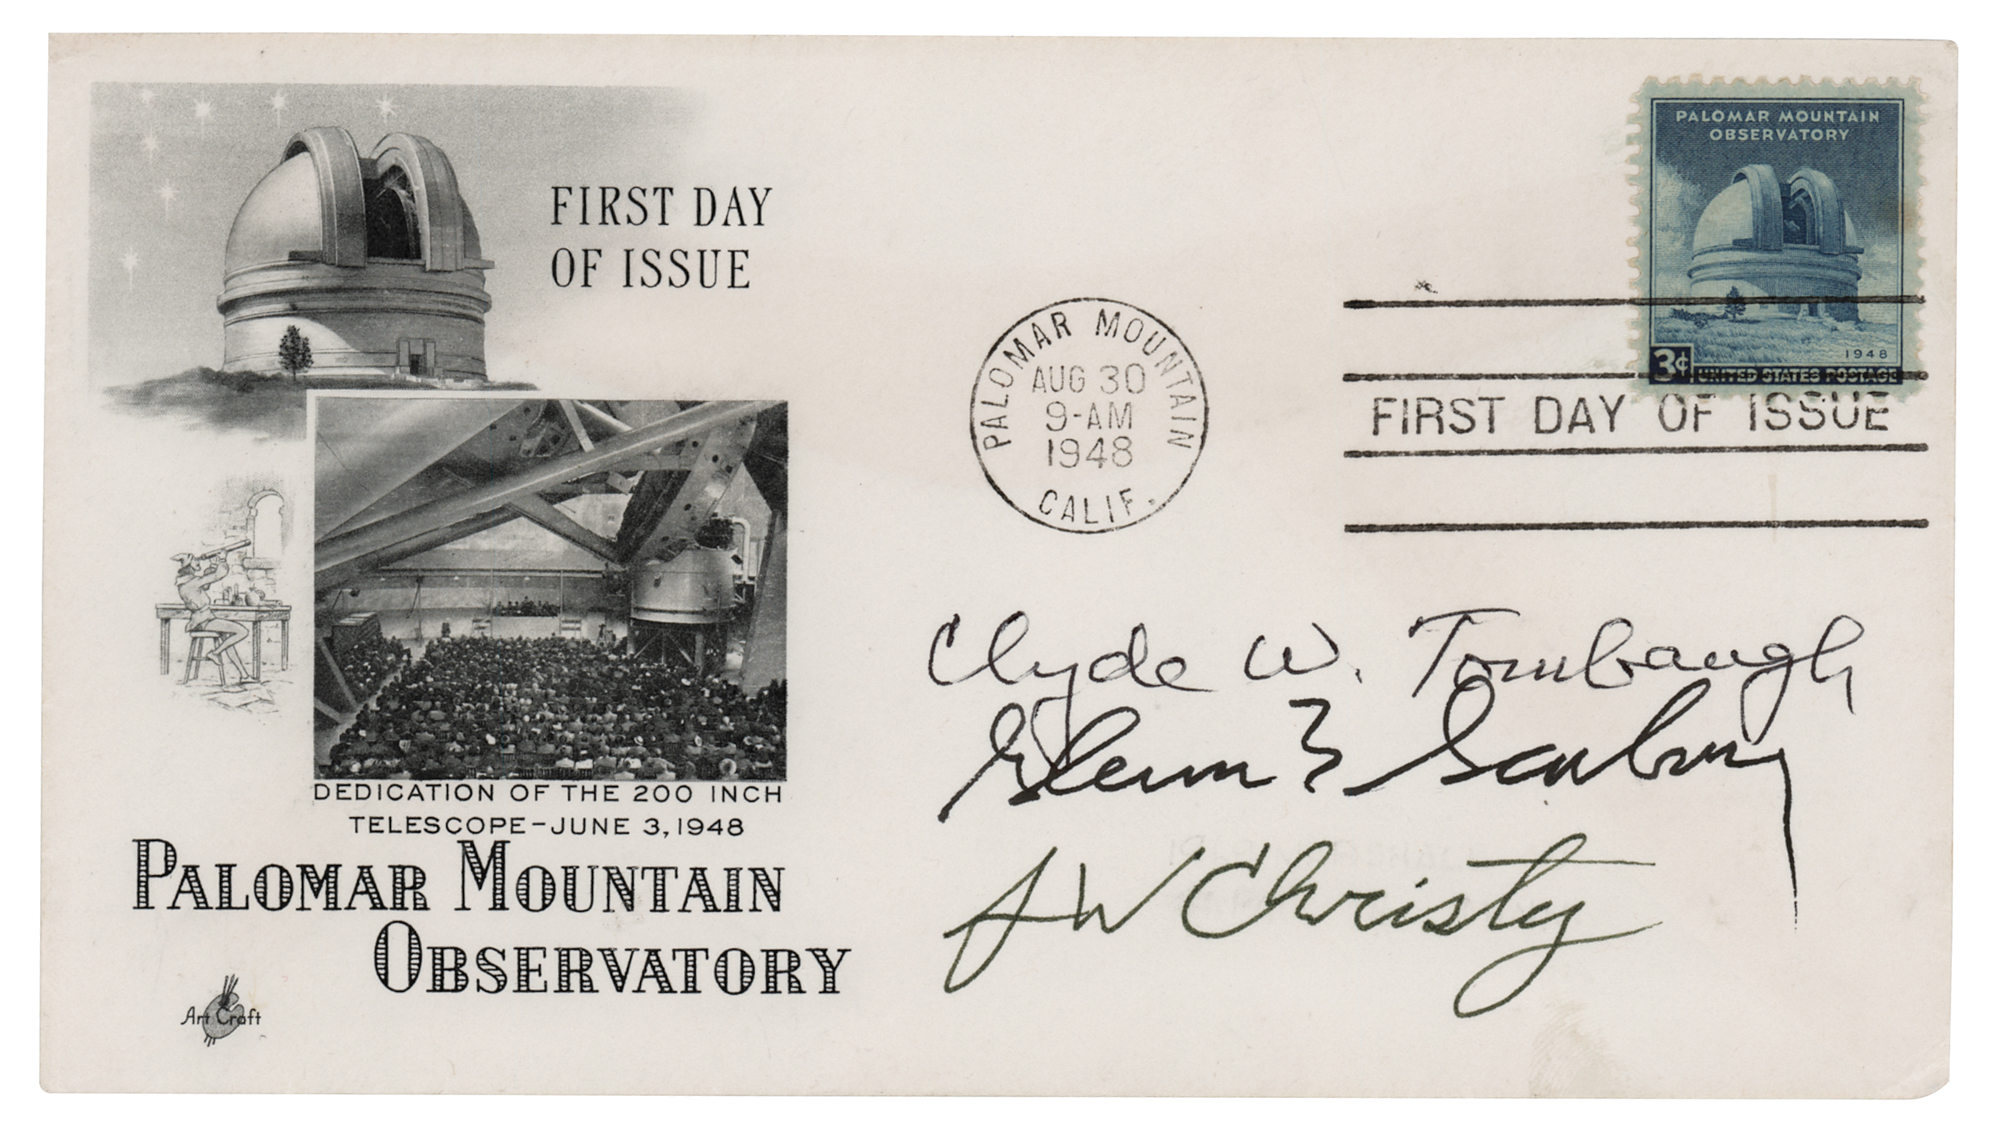 FIRST DAY
OF ISSUE
PALOMAR MOUNTAIN
OBSERVATORY
1948
3¢
UNITED STATES POSTAGE
PALOMAR MOUNTAIN
AUG 30
9-AM
1948
CALIF.
FIRST DAY OF ISSUE
Clyde W. Tombaugh
Glenn T. Seaborg
J W Christy
DEDICATION OF THE 200 INCH
TELESCOPE-JUNE 3, 1948
PALOMAR MOUNTAIN
OBSERVATORY
Art Craft